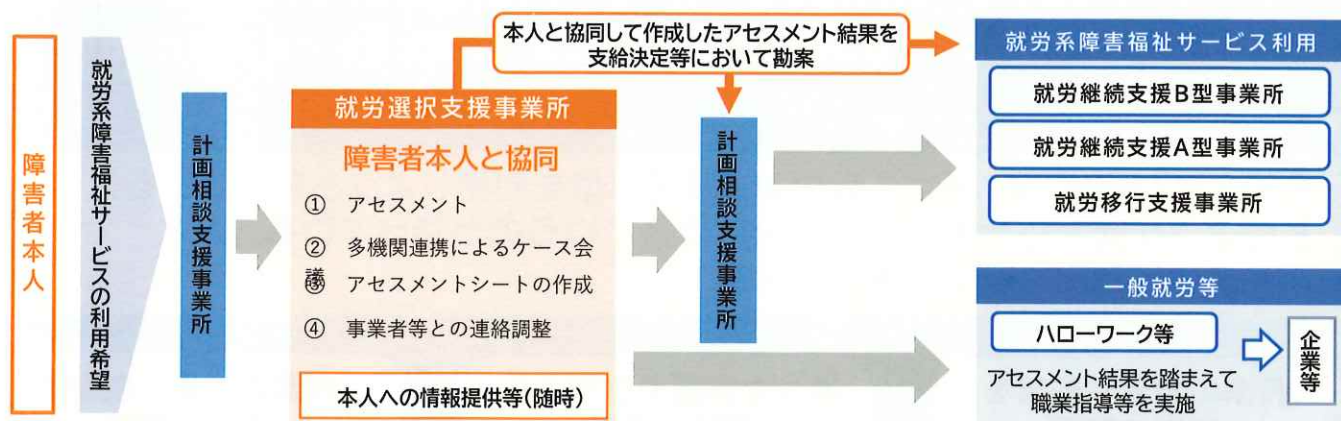 障害者本人
就労系障害福祉サービスの利用希望
計画相談支援事業所
本人と協同して作成したアセスメント結果を
支給決定等において勘案
就労選択支援事業所
障害者本人と協同
① アセスメント
② 多機関連携によるケース会
議
③ アセスメントシートの作成
④ 事業者等との連絡調整
本人への情報提供等(随時)
計画相談支援事業所
就労系障害福祉サービス利用
就労継続支援B型事業所
就労継続支援A型事業所
就労移行支援事業所
一般就労等
ハローワーク等
アセスメント結果を踏まえて
職業指導等を実施
企業等